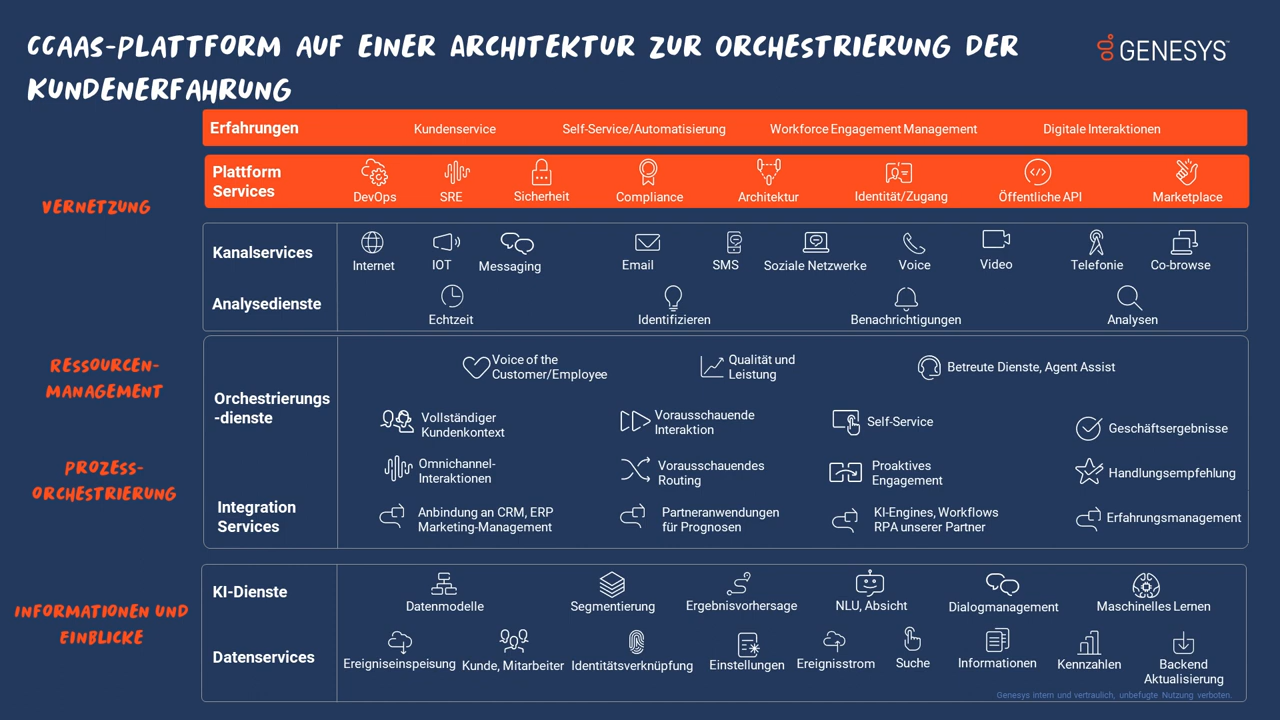 CCAAS-PLATTFORM AUF EINER ARCHITEKTUR ZUR ORCHESTRIERUNG DER
KUNDENERFAHRUNG
GENESYS™
Erfahrungen
Kundenservice
Self-Service/Automatisierung
Workforce Engagement Management
Digitale Interaktionen
VERNETZUNG
Plattform
Services
DevOps
SRE
Sicherheit
Compliance
Architektur
Identität/Zugang
Öffentliche API
Marketplace
Kanalservices
Internet
IOT
Messaging
Email
SMS
Soziale Netzwerke
Voice
Video
Telefonie
Co-browse
Analysedienste
Echtzeit
Identifizieren
Benachrichtigungen
Analysen
RESSOURCEN-
MANAGEMENT
PROZESS-
ORCHESTRIERUNG
Orchestrierungs
-dienste
Voice of the
Customer/Employee
Qualität und
Leistung
Betreute Dienste, Agent Assist
Vollständiger
Kundenkontext
Vorausschauende
Interaktion
Self-Service
Geschäftsergebnisse
Omnichannel-
Interaktionen
Vorausschauendes
Routing
Proaktives
Engagement
Handlungsempfehlung
Integration
Services
Anbindung an CRM, ERP
Marketing-Management
Partneranwendungen
für Prognosen
KI-Engines, Workflows
RPA unserer Partner
Erfahrungsmanagement
INFORMATIONEN UND
EINBLICKE
KI-Dienste
Datenmodelle
Segmentierung
Ergebnisvorhersage
NLU, Absicht
Dialogmanagement
Maschinelles Lernen
Datenservices
Ereigniseinspeisung
Kunde, Mitarbeiter
Identitätsverknüpfung
Einstellungen
Ereignisstrom
Suche
Informationen
Kennzahlen
Backend
Aktualisierung
Genesys intern und vertraulich, unbefugte Nutzung verboten.